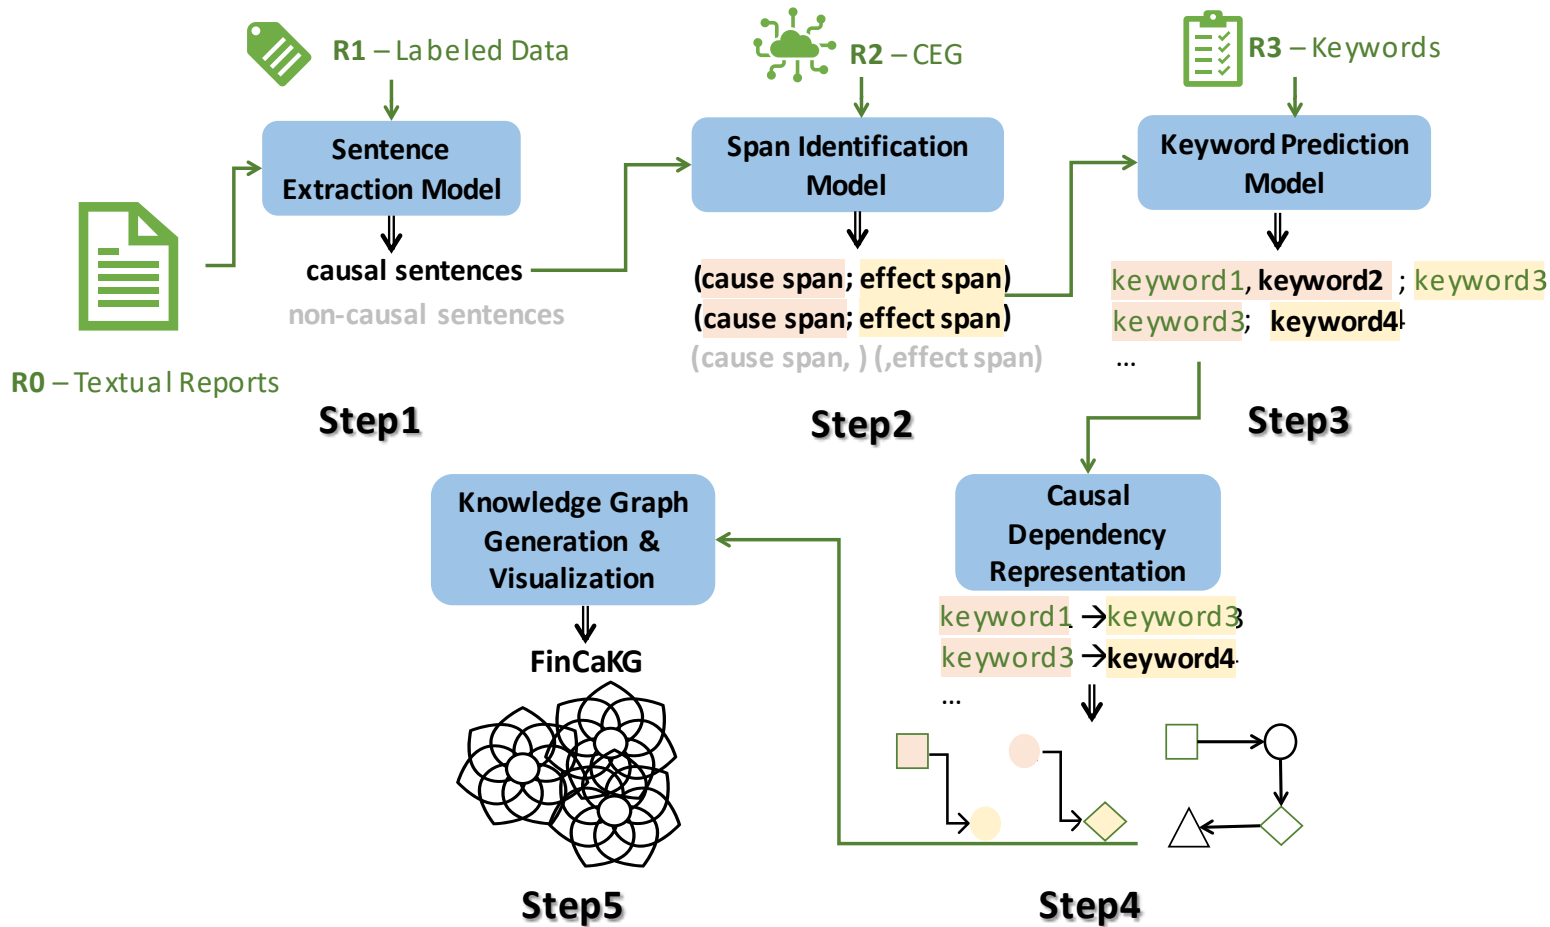 R1 – Labeled Data
R2 – CEG
R3 – Keywords
Sentence
Extraction Model
Span Identification
Model
Keyword Prediction
Model
causal sentences
non-causal sentences
(cause span; effect span)
(cause span; effect span)
(cause span, ) (,effect span)
keyword1, keyword2 ; keyword3
keyword3; keyword4
...
R0 – Textual Reports
Step1
Step2
Step3
Knowledge Graph
Generation &
Visualization
Causal
Dependency
Representation
keyword1 → keyword3
keyword3 → keyword4
...
FinCaKG
Step5
Step4